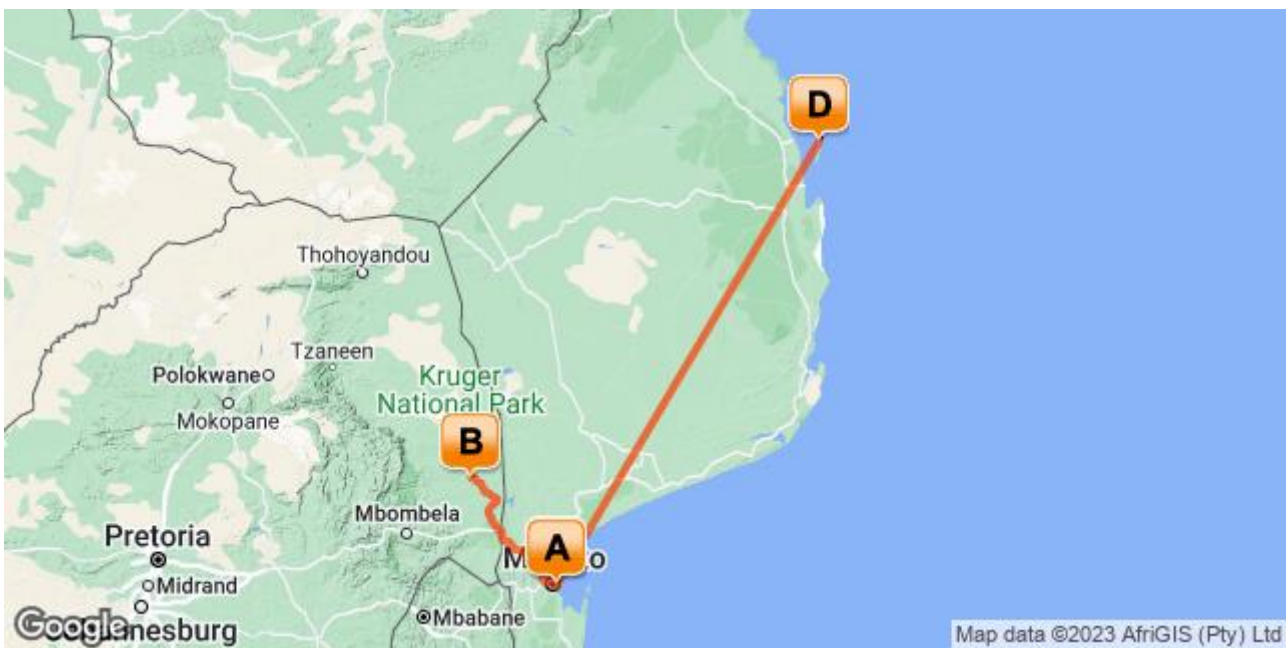 D
Thohoyandou
Tzaneen
Polokwane
Kruger
National Park
Mokopane
B
Mbombela
Pretoria
A
Midrand
Mbabane
Google
Map data ©2023 AfriGIS (Pty) Ltd